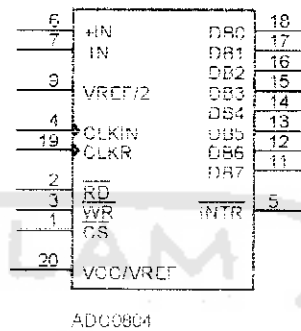 6 +IN DB0 18
7 IN DB1 17
DB2 16
9 VREF/2 DB3 15
DB4 14
4 CLKIN DB5 13
19 CLKR DB6 12
DB7 11
2 RD
3 WR INTR 5
1 CS
20 VCC/VREF
ADC0804